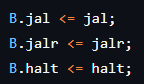 B.jal <= jal;
B.jalr <= jalr;
B.halt <= halt;